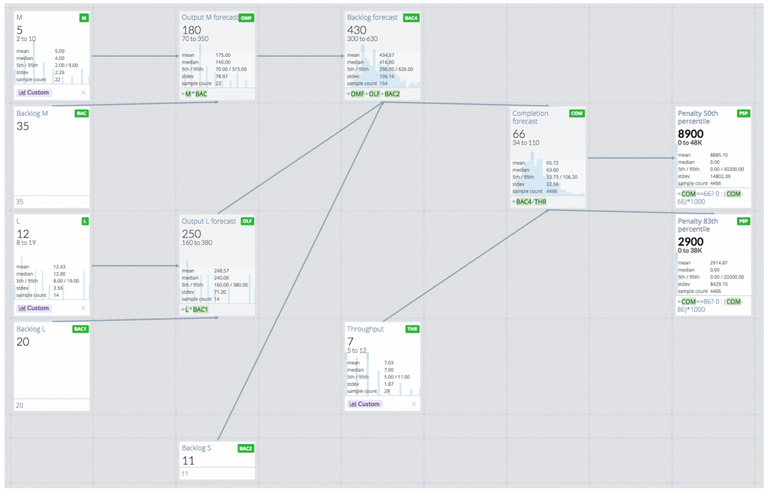 M M
5
2 to 10
mean 5.00
median 4.00
5th / 95th 2.00 / 9.00
stdev 2.26
sample count 22
Custom ×
Output M forecast OMF
180
70 to 350
mean 175.00
median 140.00
5th / 95th 70.00 / 315.00
stdev 78.97
sample count 22
=M*BAC
Backlog forecast BAC4
430
300 to 630
mean 434.57
median 416.00
5th / 95th 296.00 / 626.00
stdev 106.16
sample count 154
=OMF+OLF+BAC2
Backlog M BAC
35
35
Completion forecast COM
66
34 to 110
mean 65.72
median 63.00
5th / 95th 33.73 / 106.20
stdev 22.56
sample count 4466
=BAC4/THR
Penalty 50th percentile P5P
8900
0 to 48K
mean 8885.10
median 0.00
5th / 95th 0.00 / 40200.00
stdev 14802.39
sample count 4466
=COM<=66? 0 : (COM-
66)*1000
L L
12
8 to 19
mean 12.43
median 12.00
5th / 95th 8.00 / 19.00
stdev 3.56
sample count 14
Custom ×
Output L forecast OLF
250
160 to 380
mean 248.57
median 240.00
5th / 95th 160.00 / 380.00
stdev 71.20
sample count 14
=L*BAC1
Penalty 83th percentile
2900
0 to 38K
mean 2914.87
median 0.00
5th / 95th 0.00 / 20200.00
stdev 8429.10
sample count 4466
=COM<=86? 0 : (COM-
86)*1000
Backlog L BAC1
20
20
Throughput THR
7
5 to 12
mean 7.03
median 7.00
5th / 95th 5.00 / 11.00
stdev 1.87
sample count 29
Custom ×
Backlog S BAC2
11
11